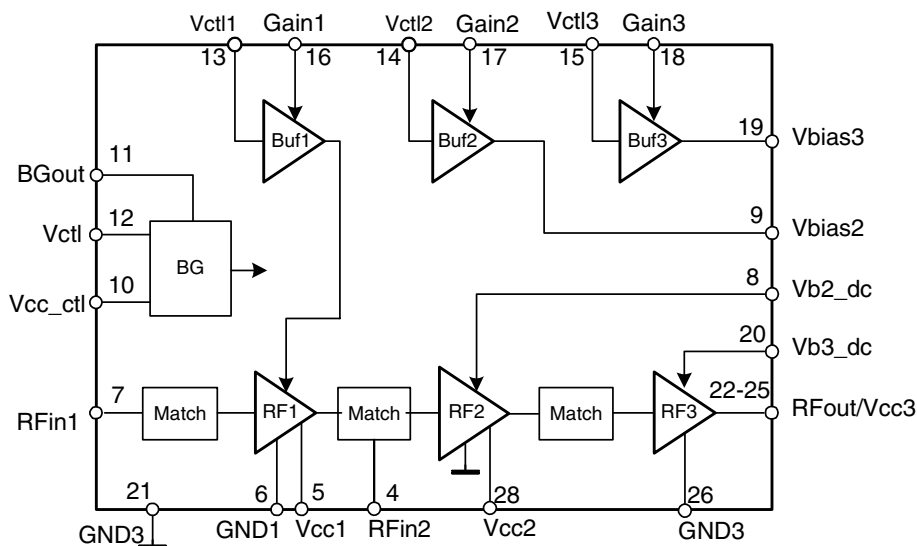 Vctl1 Gain1 Vctl2 Gain2 Vctl3 Gain3
13 16 14 17 15 18
Buf1 Buf2 Buf3 19 Vbias3
11
BGout
12
Vctl
9 Vbias2
BG
10
Vcc_ctl
8 Vb2_dc
20 Vb3_dc
7 22-25
RFin1 Match RF1 Match RF2 Match RF3 RFout/Vcc3
21 6 5 4 28 26
GND3 GND1 Vcc1 RFin2 Vcc2 GND3